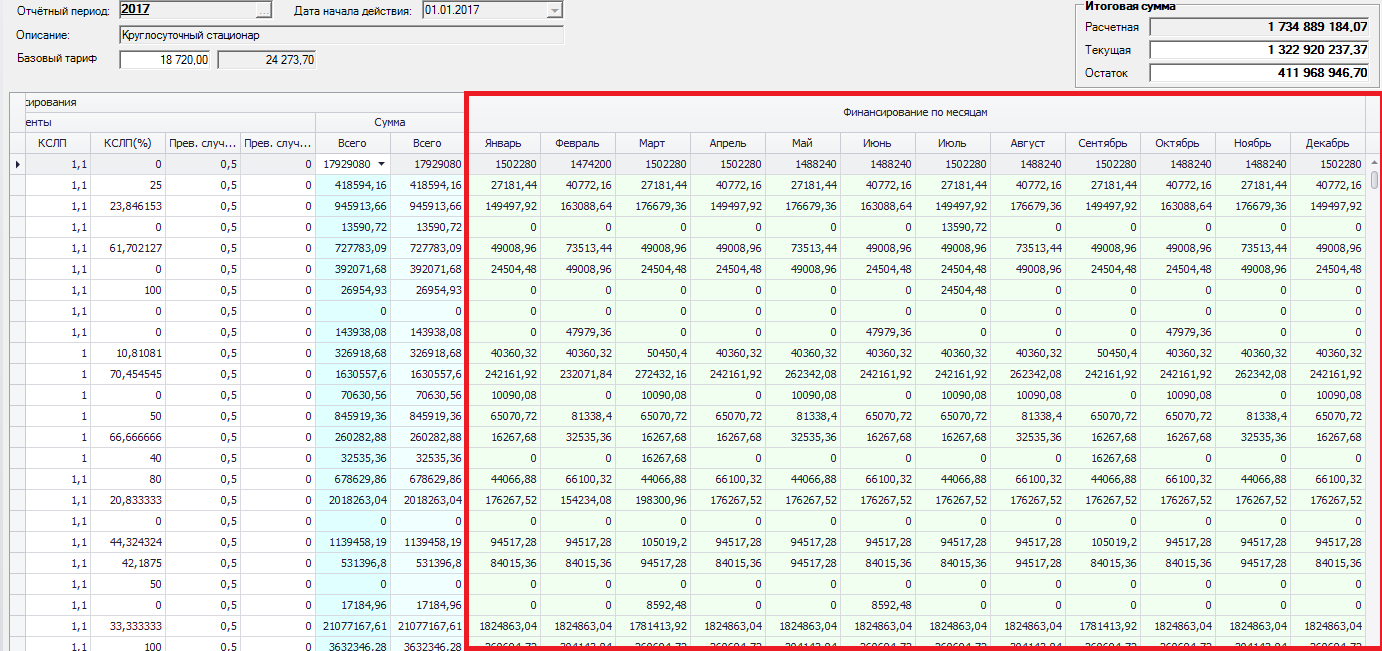 Отчётный период: 2017 ... Дата начала действия: 01.01.2017
Описание: Круглосуточный стационар
Базовый тариф 18 720,00 24 273,70
Итоговая сумма
Расчетная 1 734 889 184,07
Текущая 1 322 920 237,37
Остаток 411 968 946,70
сирования
енты Сумма Финансирование по месяцам
КСЛП КСЛП(%) Прев. случ... Прев. случ... Всего Всего Январь Февраль Март Апрель Май Июнь Июль Август Сентябрь Октябрь Ноябрь Декабрь
1,1 0 0,5 0 17929080 17929080 1502280 1474200 1502280 1488240 1488240 1488240 1502280 1488240 1502280 1488240 1488240 1502280
1,1 25 0,5 0 418594,16 418594,16 27181,44 40772,16 27181,44 40772,16 27181,44 40772,16 27181,44 40772,16 27181,44 40772,16 27181,44 40772,16
1,1 23,846153 0,5 0 945913,66 945913,66 149497,92 163088,64 176679,36 149497,92 176679,36 163088,64 149497,92 176679,36 149497,92 163088,64 176679,36 149497,92
1,1 0 0,5 0 13590,72 13590,72 0 0 0 0 0 0 13590,72 0 0 0 0 0
1,1 61,702127 0,5 0 727783,09 727783,09 49008,96 73513,44 49008,96 49008,96 73513,44 49008,96 49008,96 73513,44 49008,96 49008,96 73513,44 49008,96
1,1 0 0,5 0 392071,68 392071,68 24504,48 49008,96 24504,48 24504,48 49008,96 24504,48 24504,48 49008,96 24504,48 24504,48 49008,96 24504,48
1,1 100 0,5 0 26954,93 26954,93 0 0 0 0 0 0 24504,48 0 0 0 0 0
1,1 0 0,5 0 0 0 0 0 0 0 0 0 0 0 0 0 0 0
1,1 0 0,5 0 143938,08 143938,08 0 47979,36 0 0 0 47979,36 0 0 0 47979,36 0 0
1 10,81081 0,5 0 326918,68 326918,68 40360,32 40360,32 50450,4 40360,32 40360,32 40360,32 40360,32 40360,32 50450,4 40360,32 40360,32 40360,32
1 70,454545 0,5 0 1630557,6 1630557,6 242161,92 232071,84 272432,16 242161,92 262342,08 242161,92 242161,92 262342,08 242161,92 242161,92 262342,08 242161,92
1 0 0,5 0 70630,56 70630,56 10090,08 0 10090,08 0 10090,08 0 10090,08 10090,08 0 10090,08 0 10090,08
1 50 0,5 0 845919,36 845919,36 65070,72 81338,4 65070,72 65070,72 81338,4 65070,72 65070,72 81338,4 65070,72 65070,72 81338,4 65070,72
1 66,666666 0,5 0 260282,88 260282,88 16267,68 32535,36 16267,68 16267,68 32535,36 16267,68 16267,68 32535,36 16267,68 16267,68 32535,36 16267,68
1 40 0,5 0 32535,36 32535,36 0 0 16267,68 0 0 0 0 0 16267,68 0 0 0
1,1 80 0,5 0 678629,86 678629,86 44066,88 66100,32 44066,88 66100,32 44066,88 66100,32 44066,88 66100,32 44066,88 66100,32 44066,88 66100,32
1,1 20,833333 0,5 0 2018263,04 2018263,04 176267,52 154234,08 198300,96 176267,52 176267,52 176267,52 176267,52 176267,52 176267,52 176267,52 176267,52 176267,52
1,1 0 0,5 0 0 0 0 0 0 0 0 0 0 0 0 0 0 0
1,1 44,324324 0,5 0 1139458,19 1139458,19 94517,28 94517,28 105019,2 94517,28 94517,28 94517,28 94517,28 94517,28 105019,2 94517,28 94517,28 94517,28
1,1 42,1875 0,5 0 531396,8 531396,8 84015,36 84015,36 94517,28 84015,36 94517,28 84015,36 84015,36 94517,28 84015,36 84015,36 94517,28 84015,36
1,1 50 0,5 0 0 0 0 0 0 0 0 0 0 0 0 0 0 0
1,1 0 0,5 0 17184,96 17184,96 0 0 8592,48 0 0 8592,48 0 0 0 0 0 0
1,1 33,333333 0,5 0 21077167,61 21077167,61 1824863,04 1824863,04 1781413,92 1824863,04 1824863,04 1824863,04 1824863,04 1824863,04 1781413,92 1824863,04 1824863,04 1824863,04
1,1 100 0,5 0 3632346,28 3632346,28